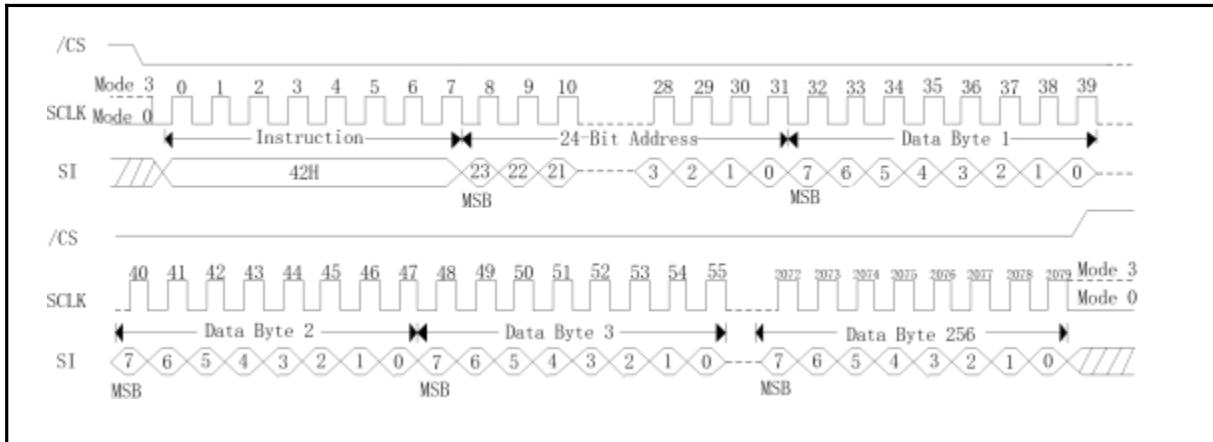 /CS
Mode 3 0 1 2 3 4 5 6 7 8 9 10 28 29 30 31 32 33 34 35 36 37 38 39
SCLK Mode 0
Instruction 24-Bit Address Data Byte 1
SI 42H 23 22 21 3 2 1 0 7 6 5 4 3 2 1 0
MSB MSB
/CS
40 41 42 43 44 45 46 47 48 49 50 51 52 53 54 55 2072 2073 2074 2075 2076 2077 2078 2079 Mode 3
SCLK Mode 0
Data Byte 2 Data Byte 3 Data Byte 256
SI 7 6 5 4 3 2 1 0 7 6 5 4 3 2 1 0 7 6 5 4 3 2 1 0
MSB MSB MSB